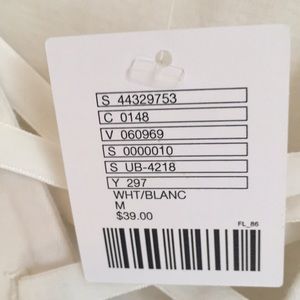 S 44329753
C 0148
V 060969
S 0000010
S UB-4218
Y 297
WHT/BLANC
M
$39.00
FL_86